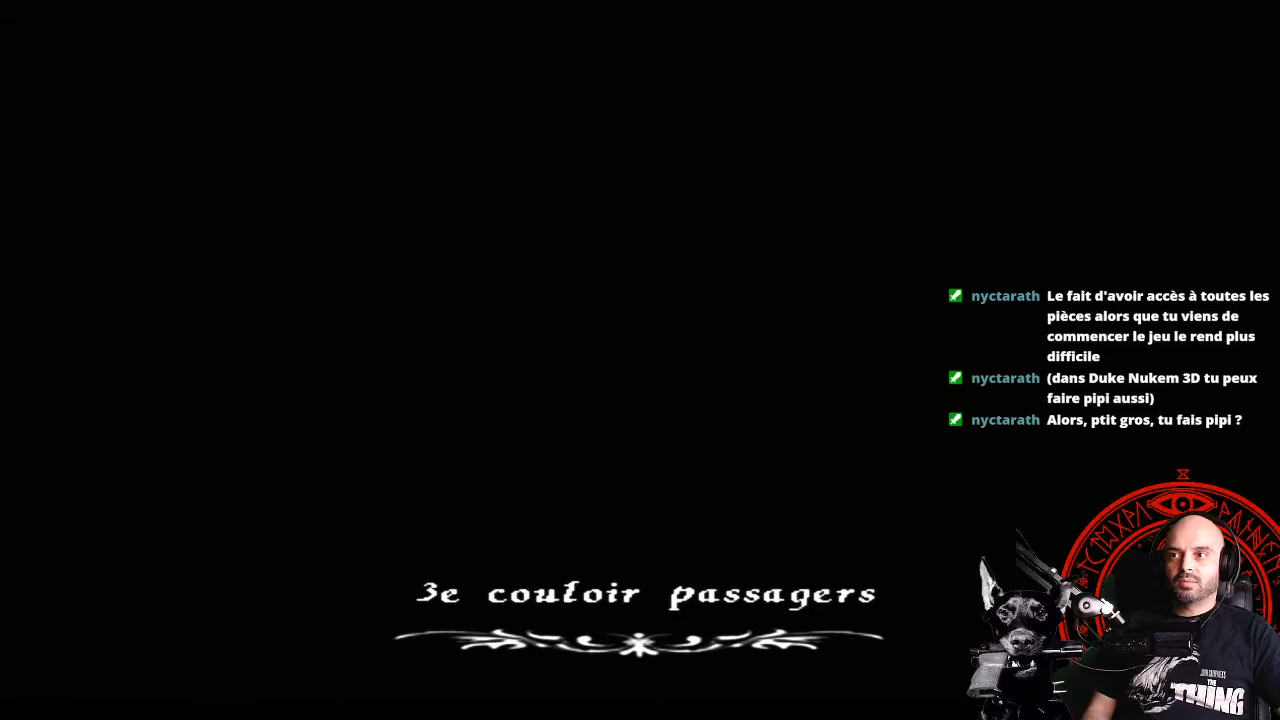 nyctarath Le fait d'avoir accès à toutes les
pièces alors que tu viens de
commencer le jeu le rend plus
difficile
nyctarath (dans Duke Nukem 3D tu peux
faire pipi aussi)
nyctarath Alors, ptit gros, tu fais pipi ?
3e couloir passagers
THE
THING